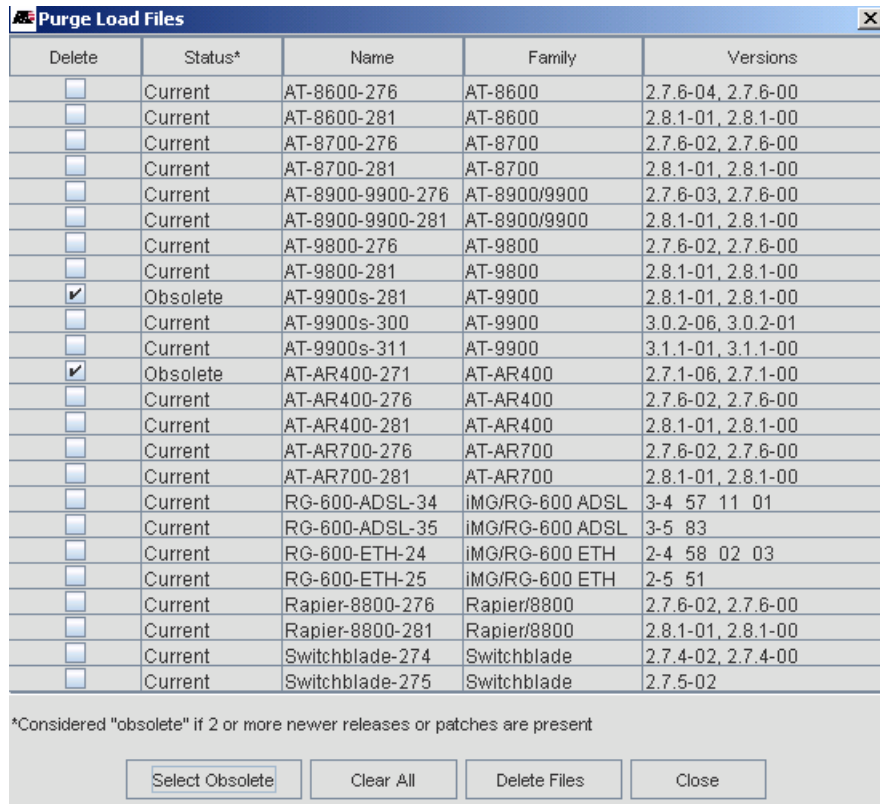 Purge Load Files
Delete Status* Name Family Versions
Current AT-8600-276 AT-8600 2.7.6-04, 2.7.6-00
Current AT-8600-281 AT-8600 2.8.1-01, 2.8.1-00
Current AT-8700-276 AT-8700 2.7.6-02, 2.7.6-00
Current AT-8700-281 AT-8700 2.8.1-01, 2.8.1-00
Current AT-8900-9900-276 AT-8900/9900 2.7.6-03, 2.7.6-00
Current AT-8900-9900-281 AT-8900/9900 2.8.1-01, 2.8.1-00
Current AT-9800-276 AT-9800 2.7.6-02, 2.7.6-00
Current AT-9800-281 AT-9800 2.8.1-01, 2.8.1-00
Obsolete AT-9900s-281 AT-9900 2.8.1-01, 2.8.1-00
Current AT-9900s-300 AT-9900 3.0.2-06, 3.0.2-01
Current AT-9900s-311 AT-9900 3.1.1-01, 3.1.1-00
Obsolete AT-AR400-271 AT-AR400 2.7.1-06, 2.7.1-00
Current AT-AR400-276 AT-AR400 2.7.6-02, 2.7.6-00
Current AT-AR400-281 AT-AR400 2.8.1-01, 2.8.1-00
Current AT-AR700-276 AT-AR700 2.7.6-02, 2.7.6-00
Current AT-AR700-281 AT-AR700 2.8.1-01, 2.8.1-00
Current RG-600-ADSL-34 iMG/RG-600 ADSL 3-4 57 11 01
Current RG-600-ADSL-35 iMG/RG-600 ADSL 3-5 83
Current RG-600-ETH-24 iMG/RG-600 ETH 2-4 58 02 03
Current RG-600-ETH-25 iMG/RG-600 ETH 2-5 51
Current Rapier-8800-276 Rapier/8800 2.7.6-02, 2.7.6-00
Current Rapier-8800-281 Rapier/8800 2.8.1-01, 2.8.1-00
Current Switchblade-274 Switchblade 2.7.4-02, 2.7.4-00
Current Switchblade-275 Switchblade 2.7.5-02
*Considered "obsolete" if 2 or more newer releases or patches are present
Select Obsolete Clear All Delete Files Close